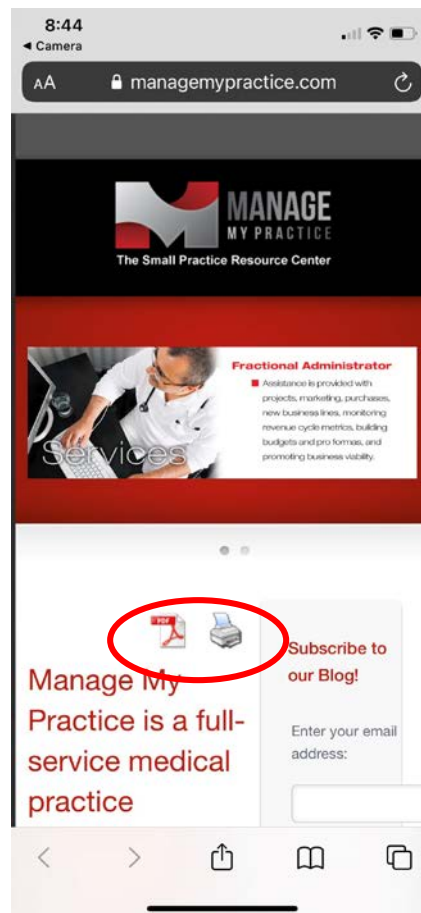 8:44
◄ Camera
AA managemypractice.com
MANAGE
MY PRACTICE
The Small Practice Resource Center
Fractional Administrator
Assistance is provided with
projects, marketing, purchases,
new business lines, monitoring
revenue cycle metrics, building
budgets and pro formas, and
promoting business viability.
Services
PDF
Manage My
Practice is a full-
service medical
practice
Subscribe to
our Blog!
Enter your email
address: